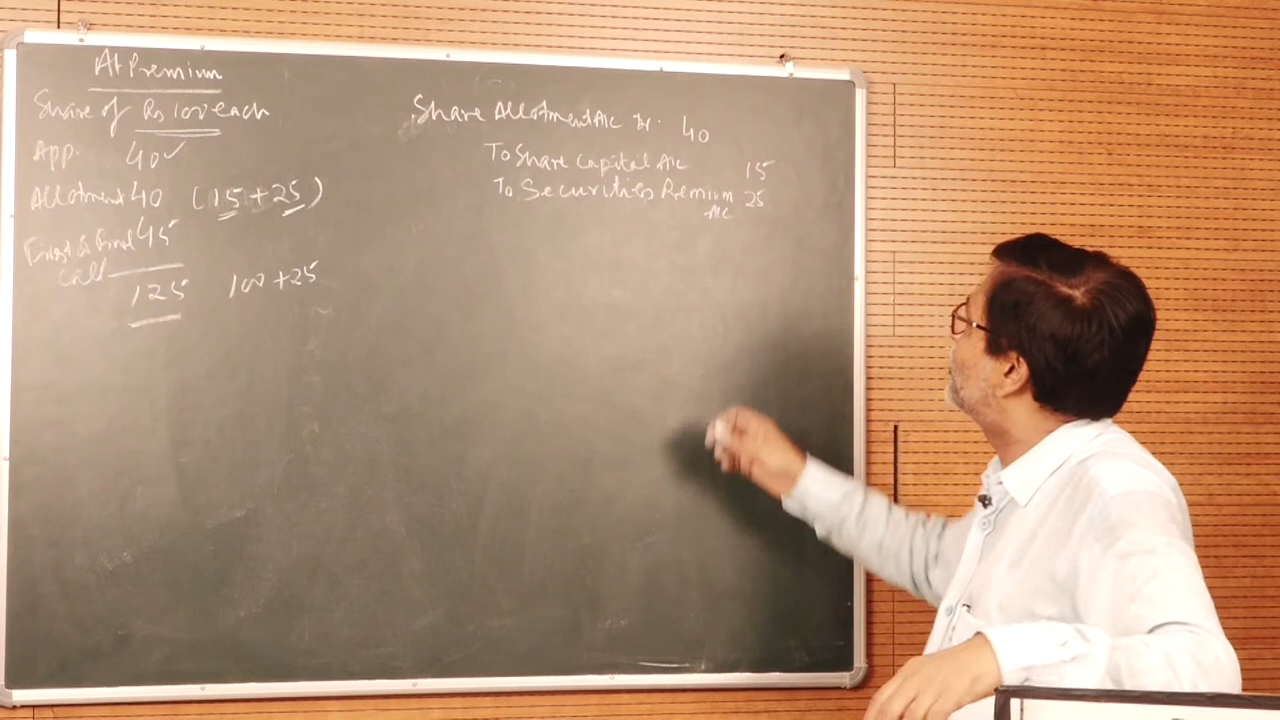 At Premium
Share of Rs 100 each
App. 40 ✓
Allotment 40 (15 + 25)
First & Final 45
Call
125 100 + 25
Share Allotment A/c Dr. 40
To Share Capital A/c 15
To Securities Premium 25
A/c